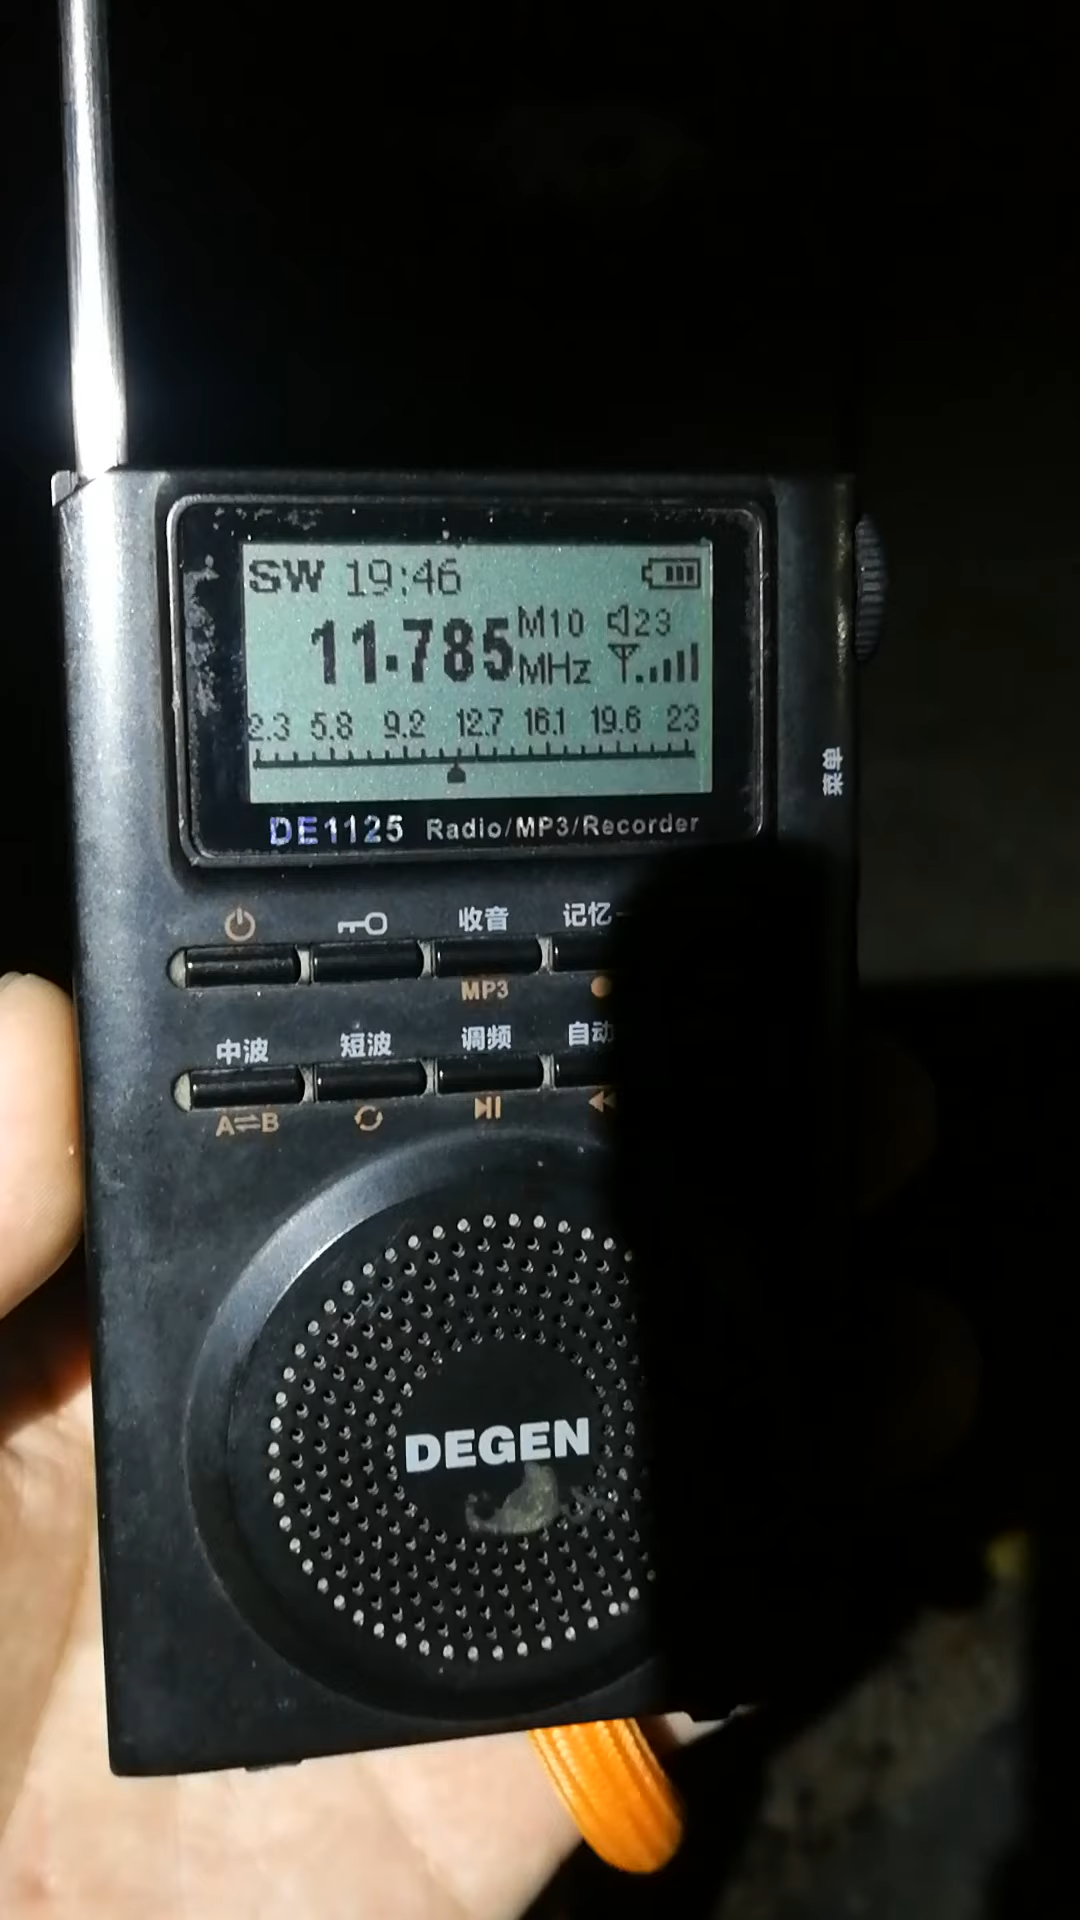 SW 19:46
11.785 M10 23
MHz
2.3 5.8 9.2 12.7 16.1 19.6 23
DE1125 Radio/MP3/Recorder
菜单
收音 记忆
MP3
中波 短波 调频 自动
A⇌B
DEGEN